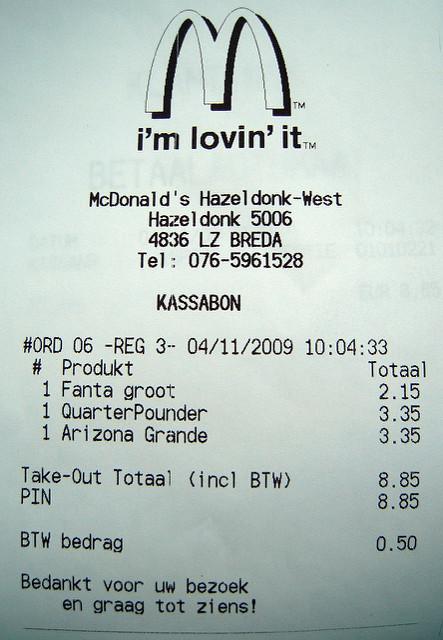 M™
i'm lovin' it™
McDonald's Hazeldonk-West
Hazeldonk 5006
4836 LZ BREDA
Tel: 076-5961528
KASSABON
#ORD 06 -REG 3- 04/11/2009 10:04:33
# Produkt Totaal
1 Fanta groot 2.15
1 QuarterPounder 3.35
1 Arizona Grande 3.35
Take-Out Totaal (incl BTW) 8.85
PIN 8.85
BTW bedrag 0.50
Bedankt voor uw bezoek
en graag tot ziens!